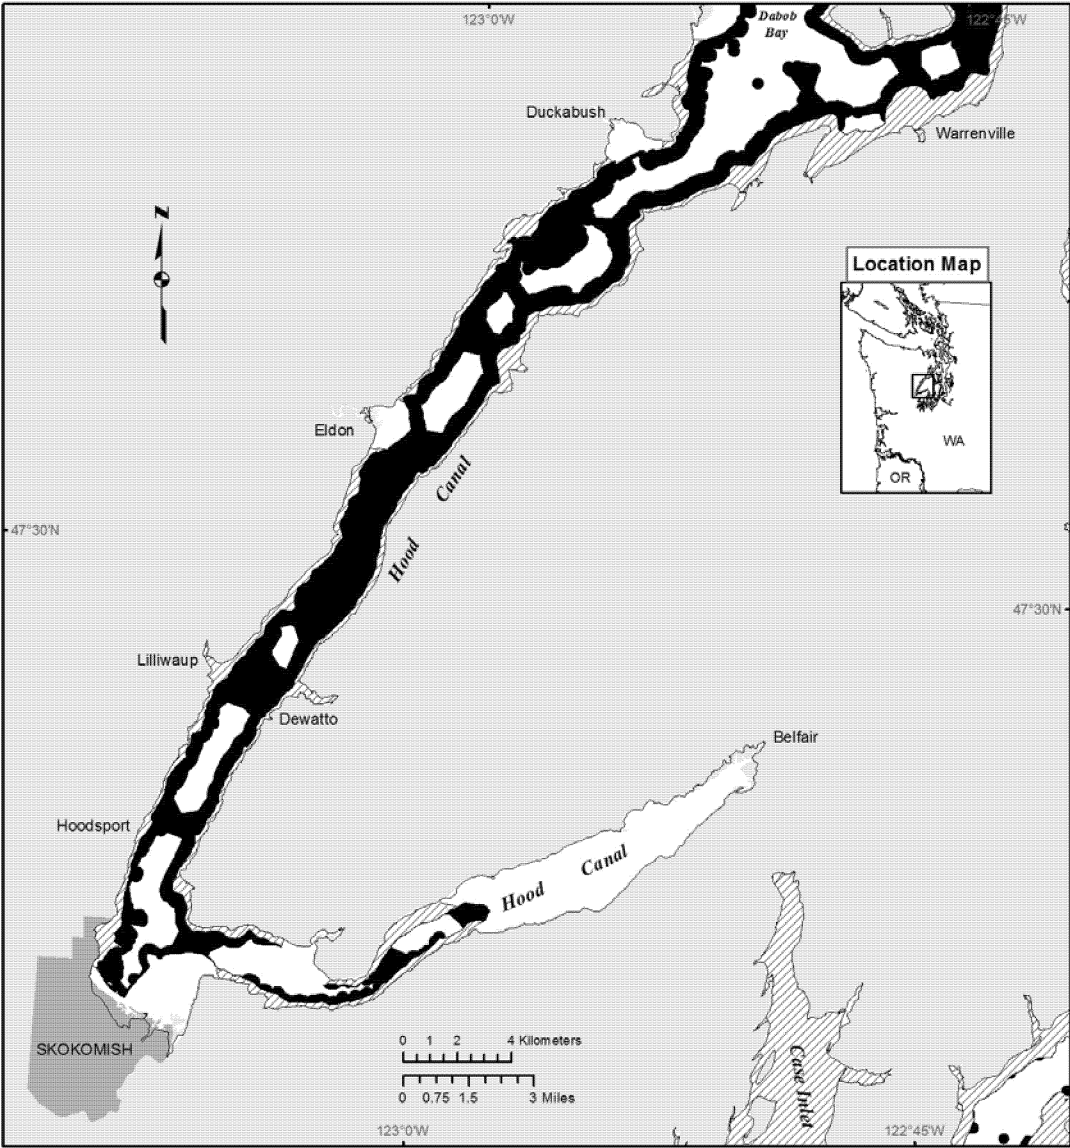 123°0'W
122°45'W
Dabob
Bay
Duckabush
Warrenville
N
Location Map
WA
OR
Eldon
Canal
Hood
47°30'N
47°30'N
Lilliwaup
Dewatto
Belfair
Hoodsport
Hood Canal
SKOKOMISH
0 1 2 4 Kilometers
0 0.75 1.5 3 Miles
Case Inlet
123°0'W
122°45'W